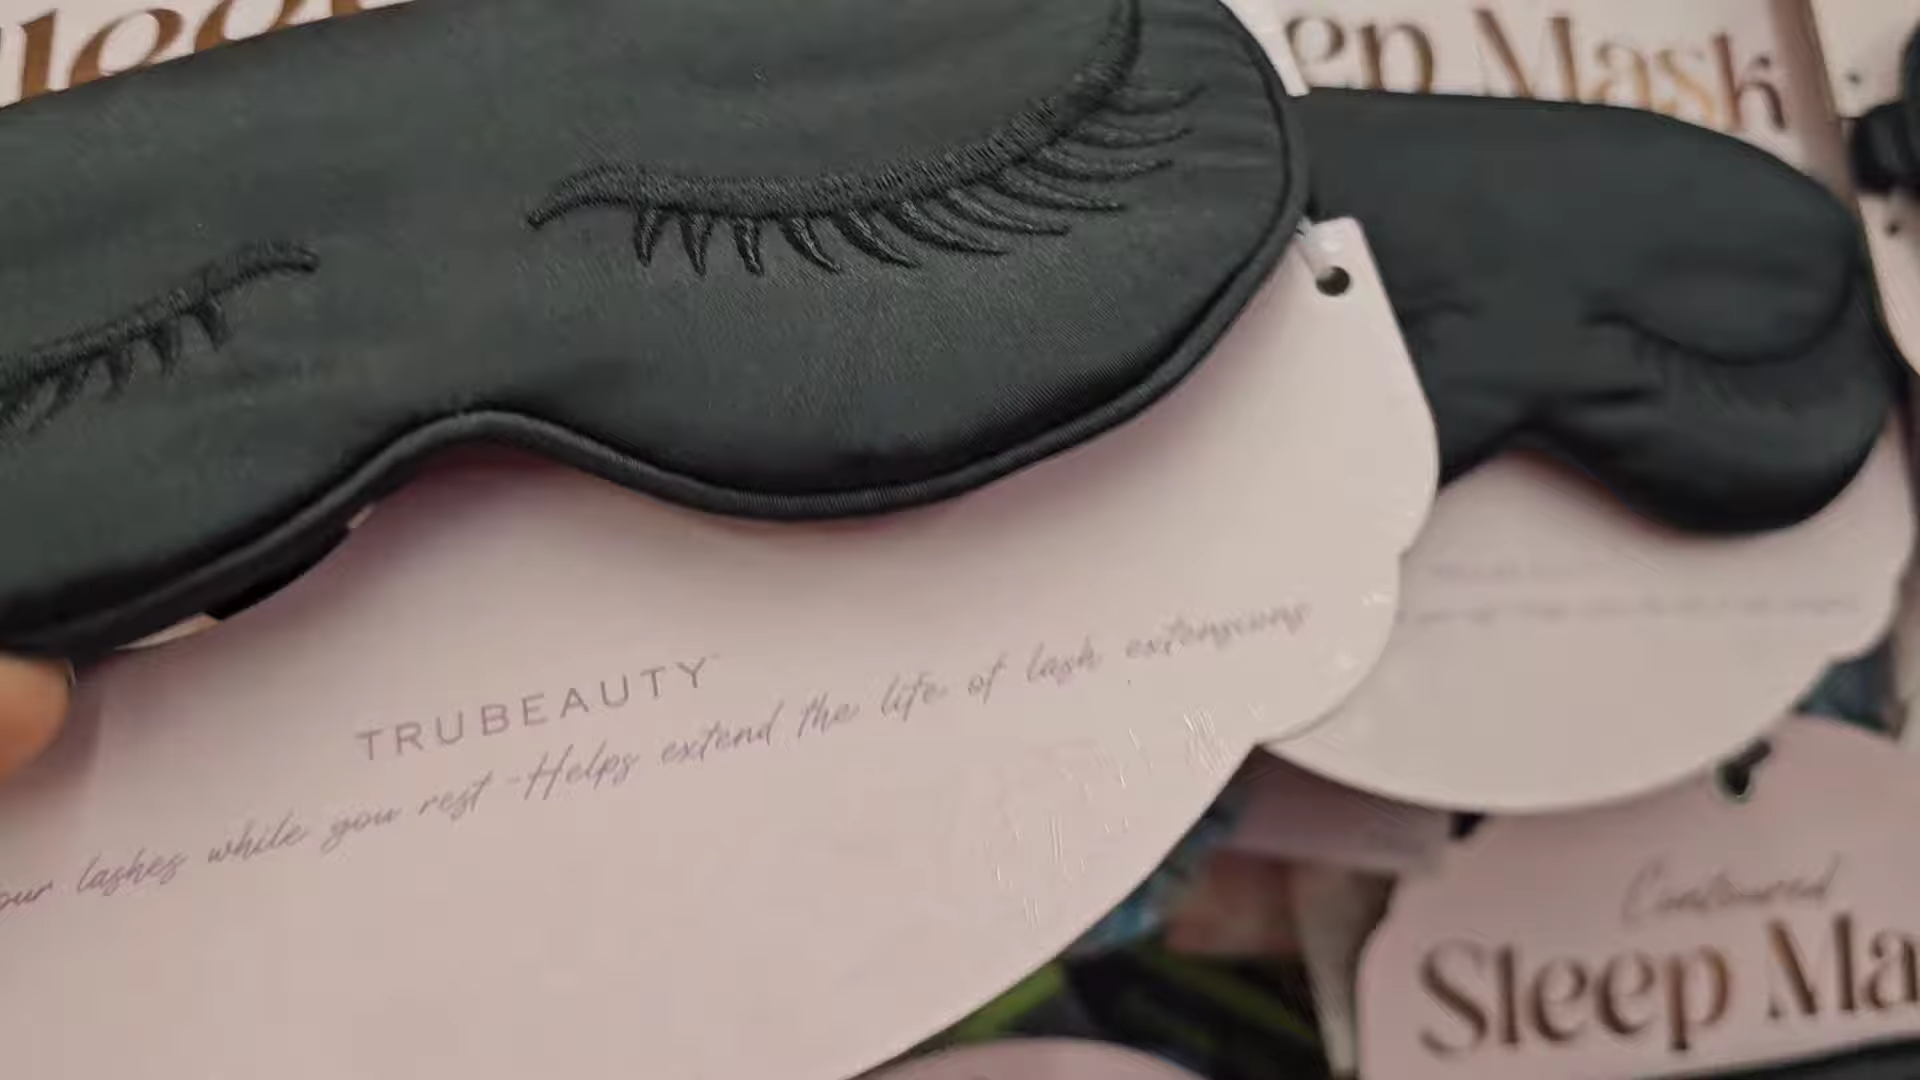 ep Mask
TRUBEAUTY
our lashes while you rest -Helps extend the life of lash extensions
Contoured
Sleep Ma